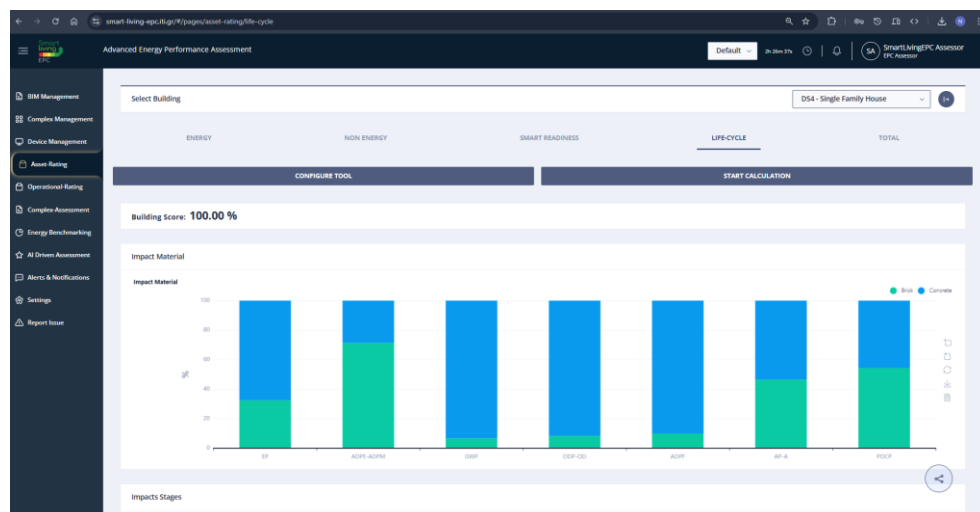 smart-living-epc.iti.gr/#/pages/asset-rating/life-cycle
Smart
living
EPC
Advanced Energy Performance Assessment
Default
2h 26m 37s
SA
SmartLivingEPC Assessor
EPC Assessor
BIM Management
Complex Management
Device Management
Asset-Rating
Operational-Rating
Complex-Assessment
Energy Benchmarking
AI Driven Assessment
Alerts & Notifications
Settings
Report Issue
Select Building
DS4 - Single Family House
ENERGY
NON ENERGY
SMART READINESS
LIFE-CYCLE
TOTAL
CONFIGURE TOOL
START CALCULATION
Building Score: 100.00 %
Impact Material
Impact Material
Brick
Concrete
100
80
60
40
20
0
%
EP
ADPE-ADPM
GWP
ODP-OD
ADPF
AP-A
POCP
Impacts Stages